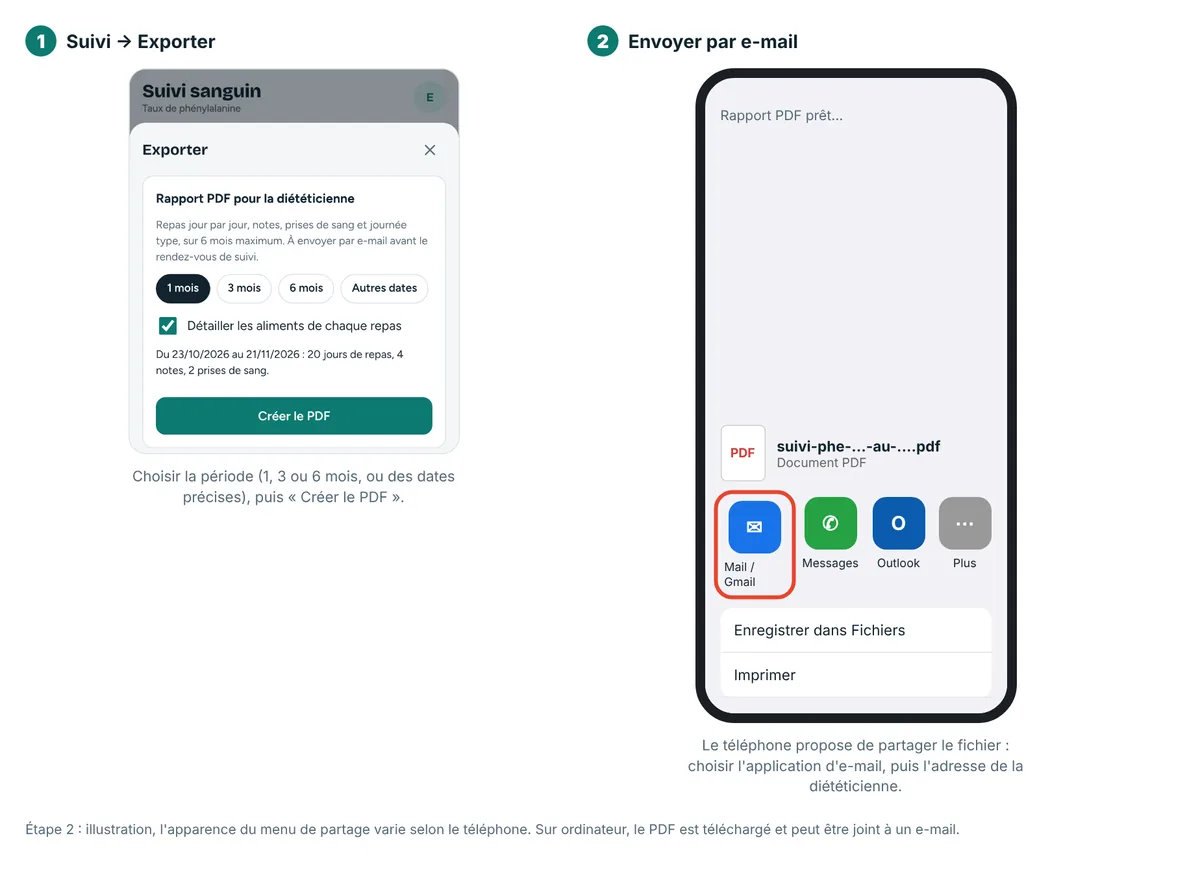 1 Suivi → Exporter
Suivi sanguin
Taux de phénylalanine
E
Exporter
Rapport PDF pour la diététicienne
Repas jour par jour, notes, prises de sang et journée
type, sur 6 mois maximum. À envoyer par e-mail avant le
rendez-vous de suivi.
1 mois 3 mois 6 mois Autres dates
Détailler les aliments de chaque repas
Du 23/10/2026 au 21/11/2026 : 20 jours de repas, 4
notes, 2 prises de sang.
Créer le PDF
Choisir la période (1, 3 ou 6 mois, ou des dates
précises), puis « Créer le PDF ».
2 Envoyer par e-mail
Rapport PDF prêt...
PDF
suivi-phe-...-au-....pdf
Document PDF
O
Mail /
Gmail
Messages
Outlook
Plus
Enregistrer dans Fichiers
Imprimer
Le téléphone propose de partager le fichier :
choisir l'application d'e-mail, puis l'adresse de la
diététicienne.
Étape 2 : illustration, l'apparence du menu de partage varie selon le téléphone. Sur ordinateur, le PDF est téléchargé et peut être joint à un e-mail.